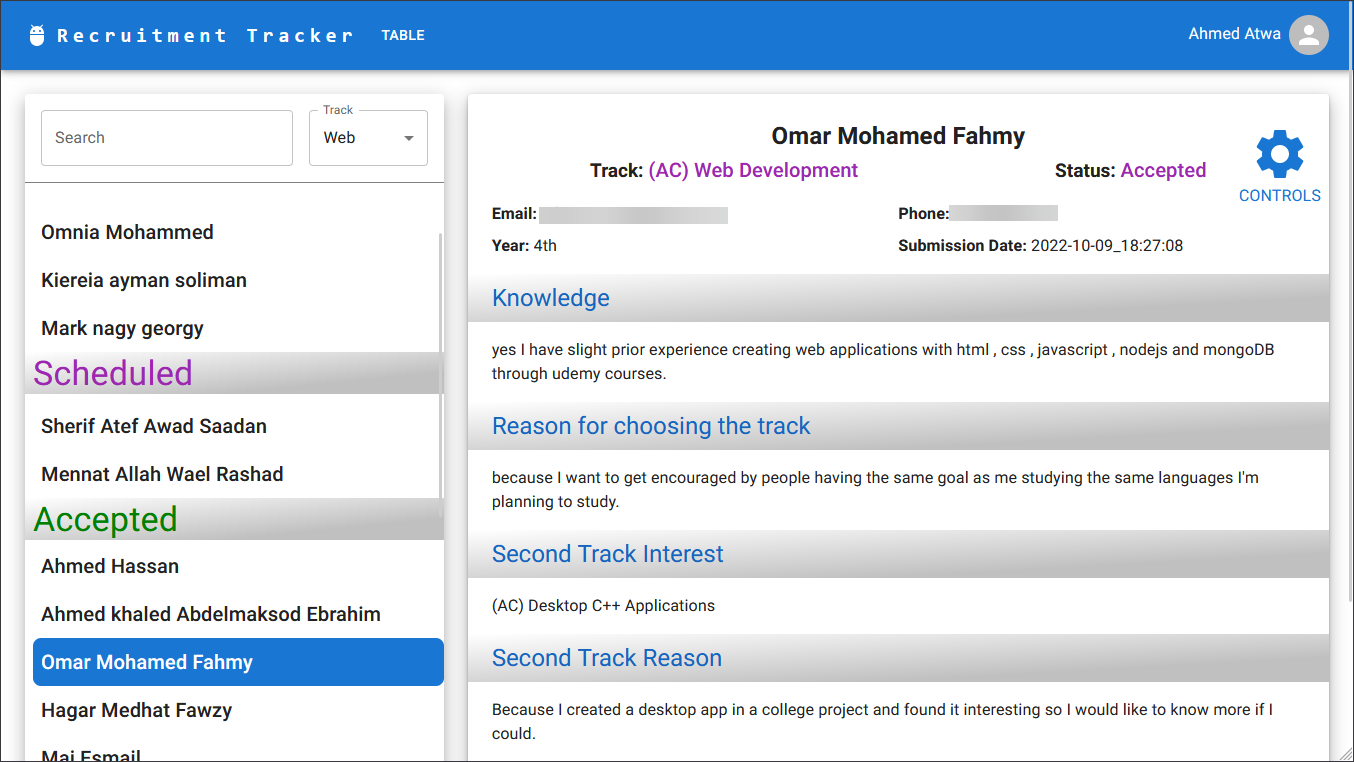 Recruitment Tracker
TABLE
Ahmed Atwa
Search
Track
Web
Omnia Mohammed
Kiereia ayman soliman
Mark nagy georgy
Scheduled
Sherif Atef Awad Saadan
Mennat Allah Wael Rashad
Accepted
Ahmed Hassan
Ahmed khaled Abdelmaksod Ebrahim
Omar Mohamed Fahmy
Hagar Medhat Fawzy
Mai Esmail
Omar Mohamed Fahmy
Track: (AC) Web Development
Status: Accepted
CONTROLS
Email:
Phone:
Year: 4th
Submission Date: 2022-10-09_18:27:08
Knowledge
yes I have slight prior experience creating web applications with html , css , javascript , nodejs and mongoDB
through udemy courses.
Reason for choosing the track
because I want to get encouraged by people having the same goal as me studying the same languages I'm
planning to study.
Second Track Interest
(AC) Desktop C++ Applications
Second Track Reason
Because I created a desktop app in a college project and found it interesting so I would like to know more if I
could.